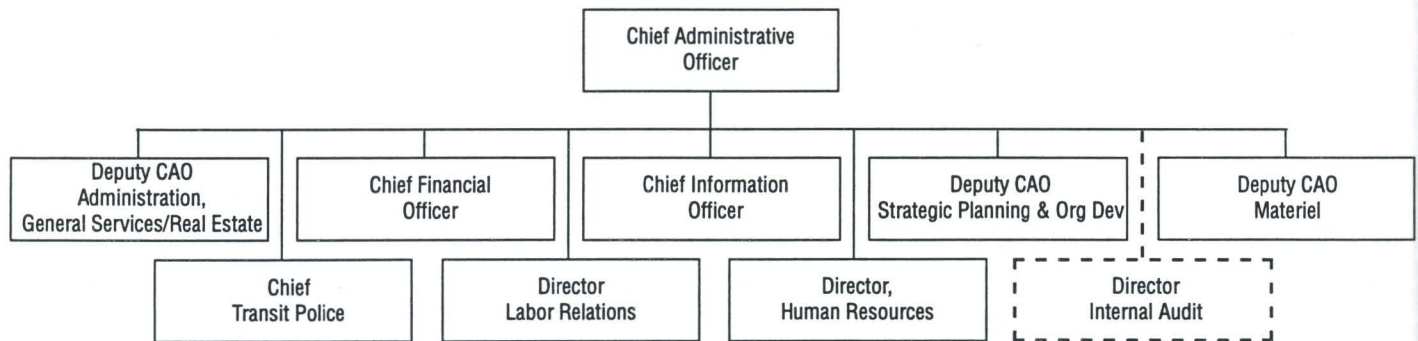 Chief Administrative
Officer
Deputy CAO
Administration,
General Services/Real Estate
Chief Financial
Officer
Chief Information
Officer
Deputy CAO
Strategic Planning & Org Dev
Deputy CAO
Materiel
Chief
Transit Police
Director
Labor Relations
Director,
Human Resources
Director
Internal Audit